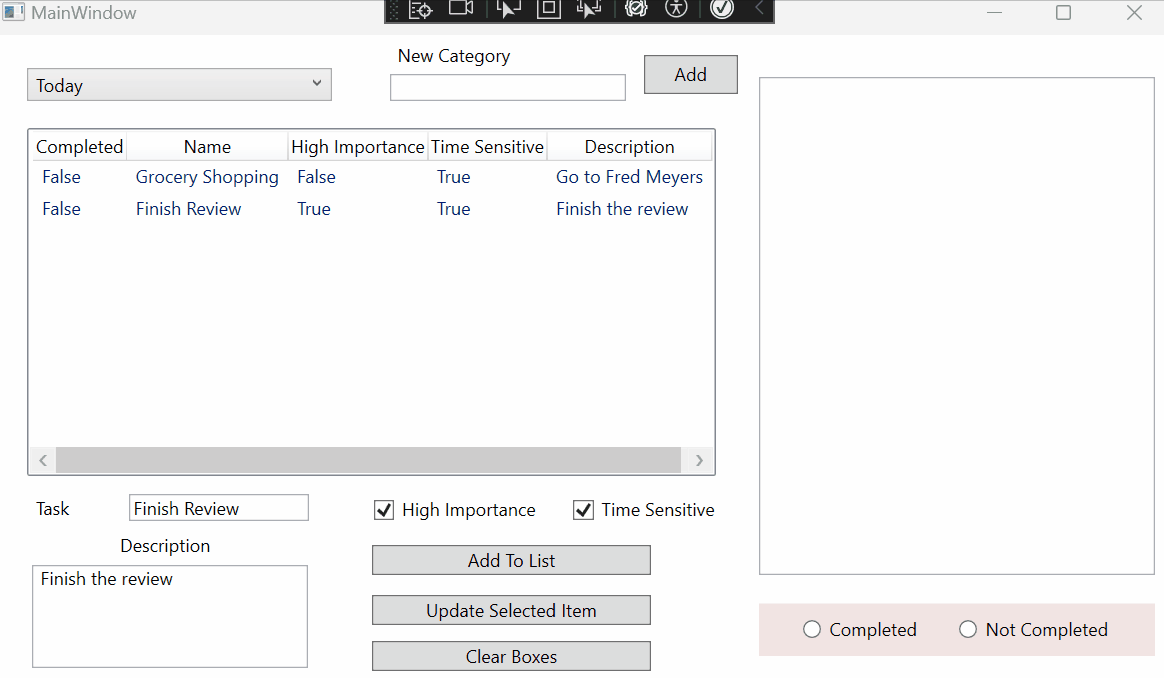 MainWindow
New Category
Today
Add
Completed Name High Importance Time Sensitive Description
False Grocery Shopping False True Go to Fred Meyers
False Finish Review True True Finish the review
Task Finish Review High Importance Time Sensitive
Description
Add To List
Finish the review
Update Selected Item
Completed Not Completed
Clear Boxes